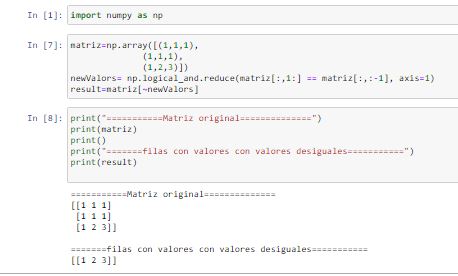 In [1]: import numpy as np
In [7]: matriz=np.array([(1,1,1),
(1,1,1),
(1,2,3)])
newValors= np.logical_and.reduce(matriz[:,1:] == matriz[:,:-1], axis=1)
result=matriz[~newValors]
In [8]: print("===========Matriz original==============")
print(matriz)
print()
print("=======filas con valores con valores desiguales===========")
print(result)
===========Matriz original==============
[[1 1 1]
[1 1 1]
[1 2 3]]
=======filas con valores con valores desiguales===========
[[1 2 3]]